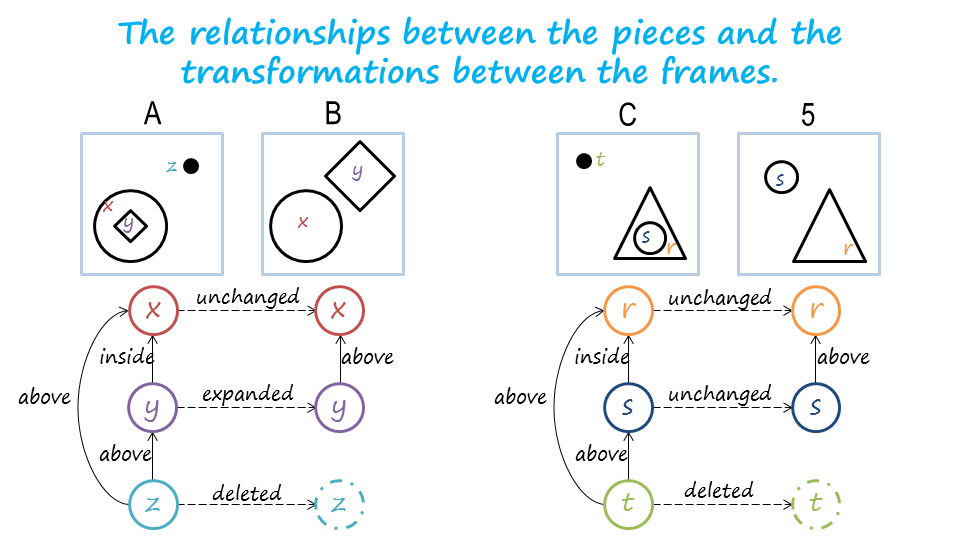 The relationships between the pieces and the
transformations between the frames.
A B C 5
z x y
y x
t s r
s r
x unchanged x
inside above
above
y expanded y
above
z deleted z
r unchanged r
inside above
above
s unchanged s
above
t deleted t